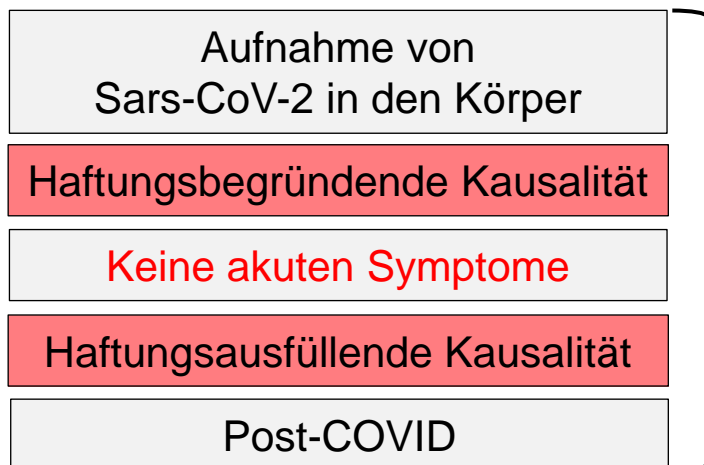 Aufnahme von
Sars-CoV-2 in den Körper
Haftungsbegründende Kausalität
Keine akuten Symptome
Haftungsausfüllende Kausalität
Post-COVID